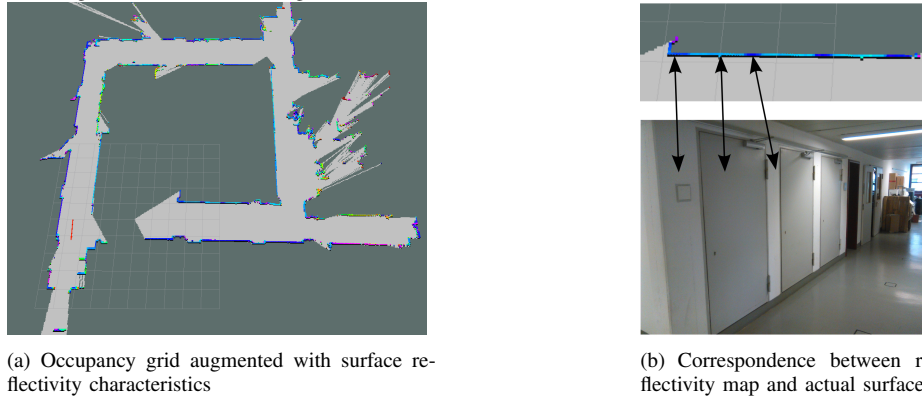 (a) Occupancy grid augmented with surface re-
flectivity characteristics
(b) Correspondence between r
flectivity map and actual surface